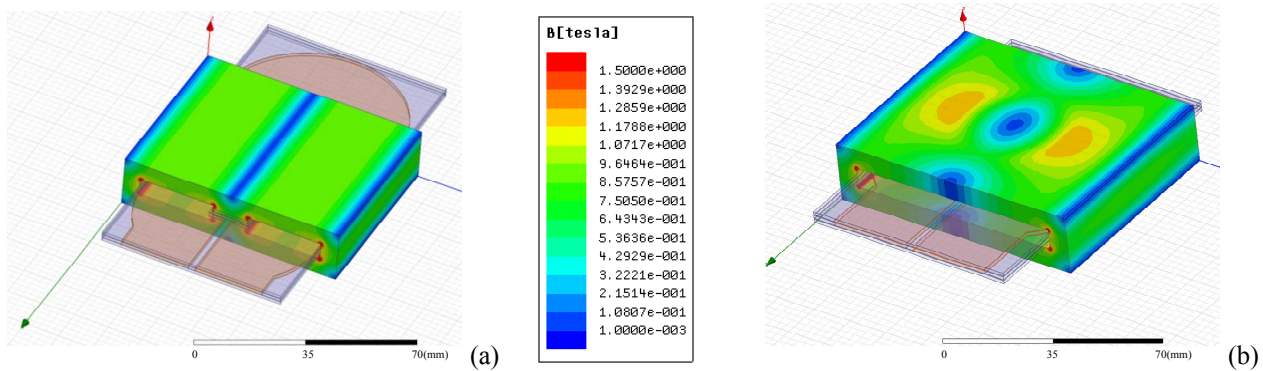 0
35
70(mm)
(a)
B[tesla]
1.5000e+000
1.3929e+000
1.2859e+000
1.1788e+000
1.0717e+000
9.6464e-001
8.5757e-001
7.5050e-001
6.4343e-001
5.3636e-001
4.2929e-001
3.2221e-001
2.1514e-001
1.0807e-001
1.0000e-003
0
35
70(mm)
(b)